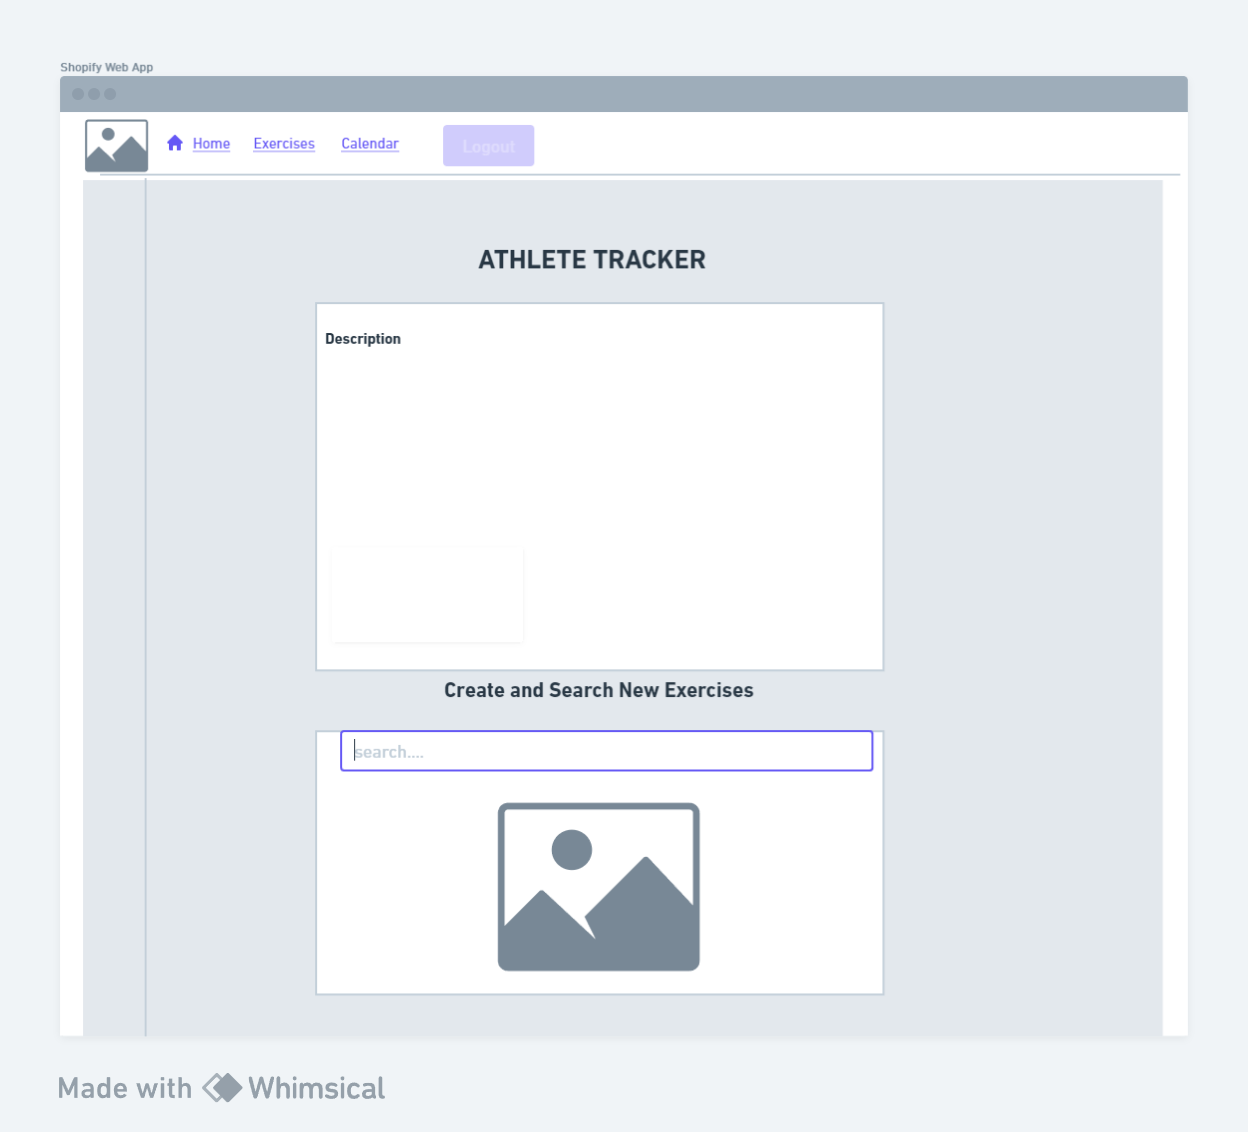 Shopify Web App
Home Exercises Calendar Logout
ATHLETE TRACKER
Description
Create and Search New Exercises
search....
Made with Whimsical